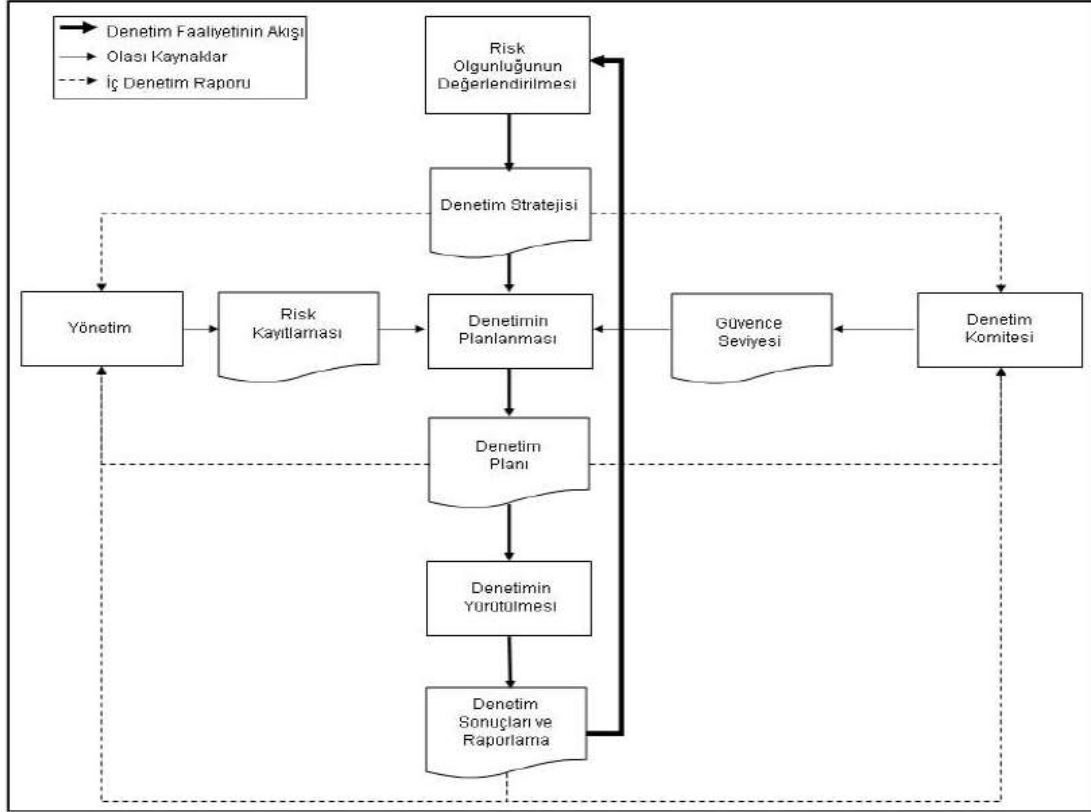 Denetim Faaliyetinin Akışı
Olası Kaynaklar
İç Denetim Raporu
Risk
Olgunluğunun
Değerlendirilmesi
Denetim Stratejisi
Yönetim
Risk
Kayıtlaması
Denetimin
Planlanması
Güvence
Seviyesi
Denetim
Komitesi
Denetim
Planı
Denetimin
Yürütülmesi
Denetim
Sonuçları ve
Raporlama